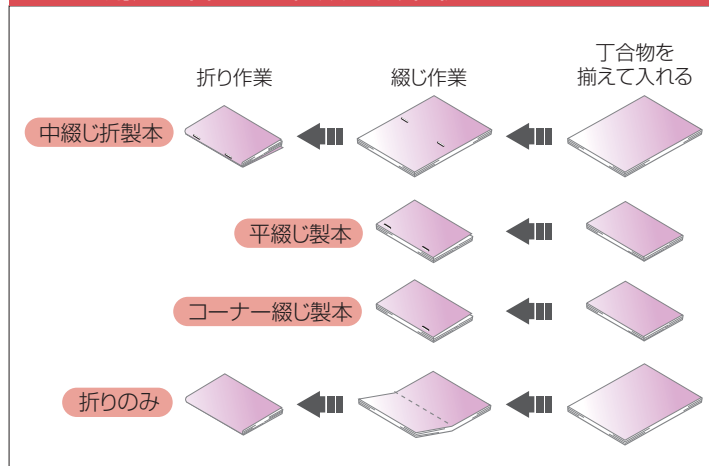 折り作業
綴じ作業
丁合物を
揃えて入れる
中綴じ折製本
平綴じ製本
コーナー綴じ製本
折りのみ